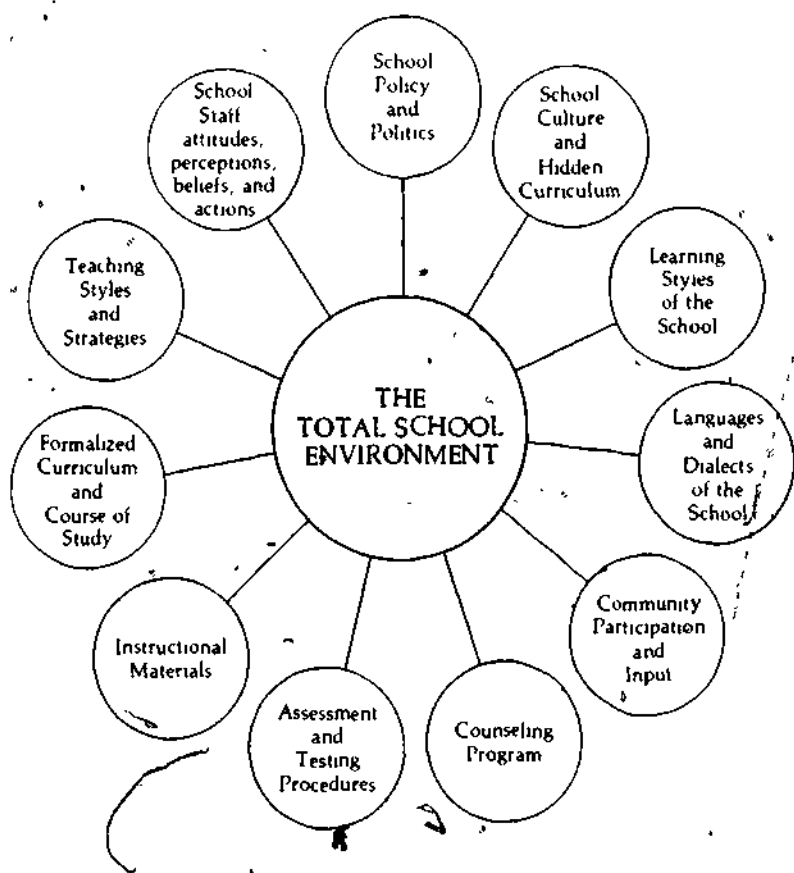 School
Policy
and
Politics
School
Culture
and
Hidden
Curriculum
Learning
Styles
of the
School
Languages
and
Dialects
of the
School
Community
Participation
and
Input
Counseling
Program
Assessment
and
Testing
Procedures
Instructional
Materials
Formalized
Curriculum
and
Course of
Study
Teaching
Styles
and
Strategies
School
Staff
attitudes,
perceptions,
beliefs, and
actions
THE
TOTAL SCHOOL
ENVIRONMENT